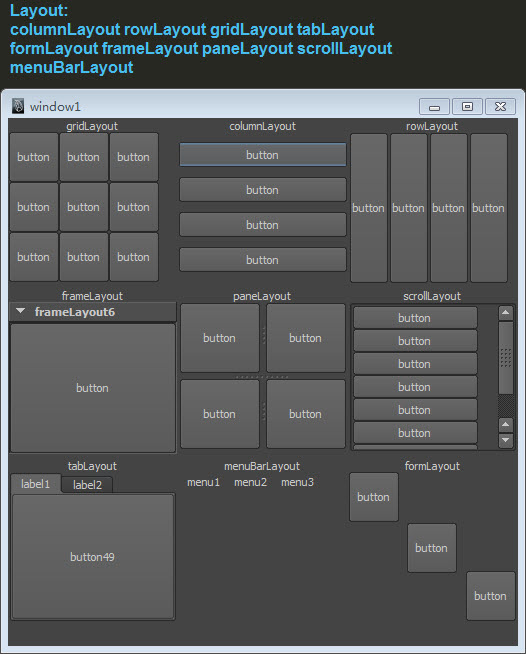 Layout:
columnLayout rowLayout gridLayout tabLayout
formLayout frameLayout paneLayout scrollLayout
menuBarLayout
window1
gridLayout columnLayout rowLayout
button button button
button button button
button button button
button
button
button
button
button button button button
frameLayout paneLayout scrollLayout
frameLayout6
button
button button
button button
button
button
button
button
button
button
tabLayout menuBarLayout formLayout
label1 label2
button49
menu1 menu2 menu3
button
button
button